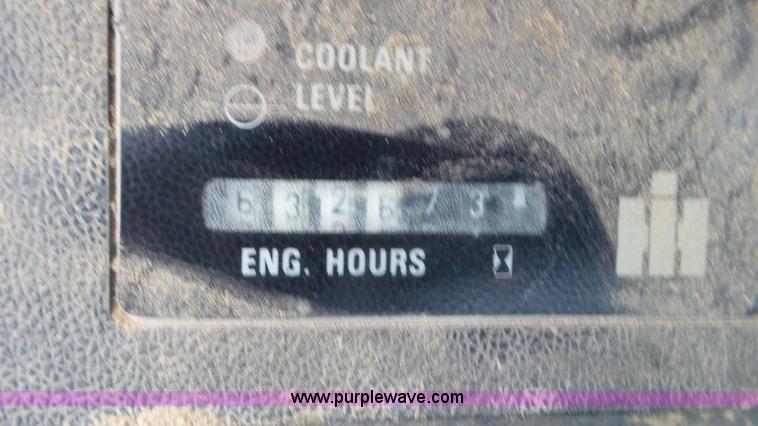 COOLANT
LEVEL
6 3 2 6 7 3
ENG. HOURS
www.purplewave.com